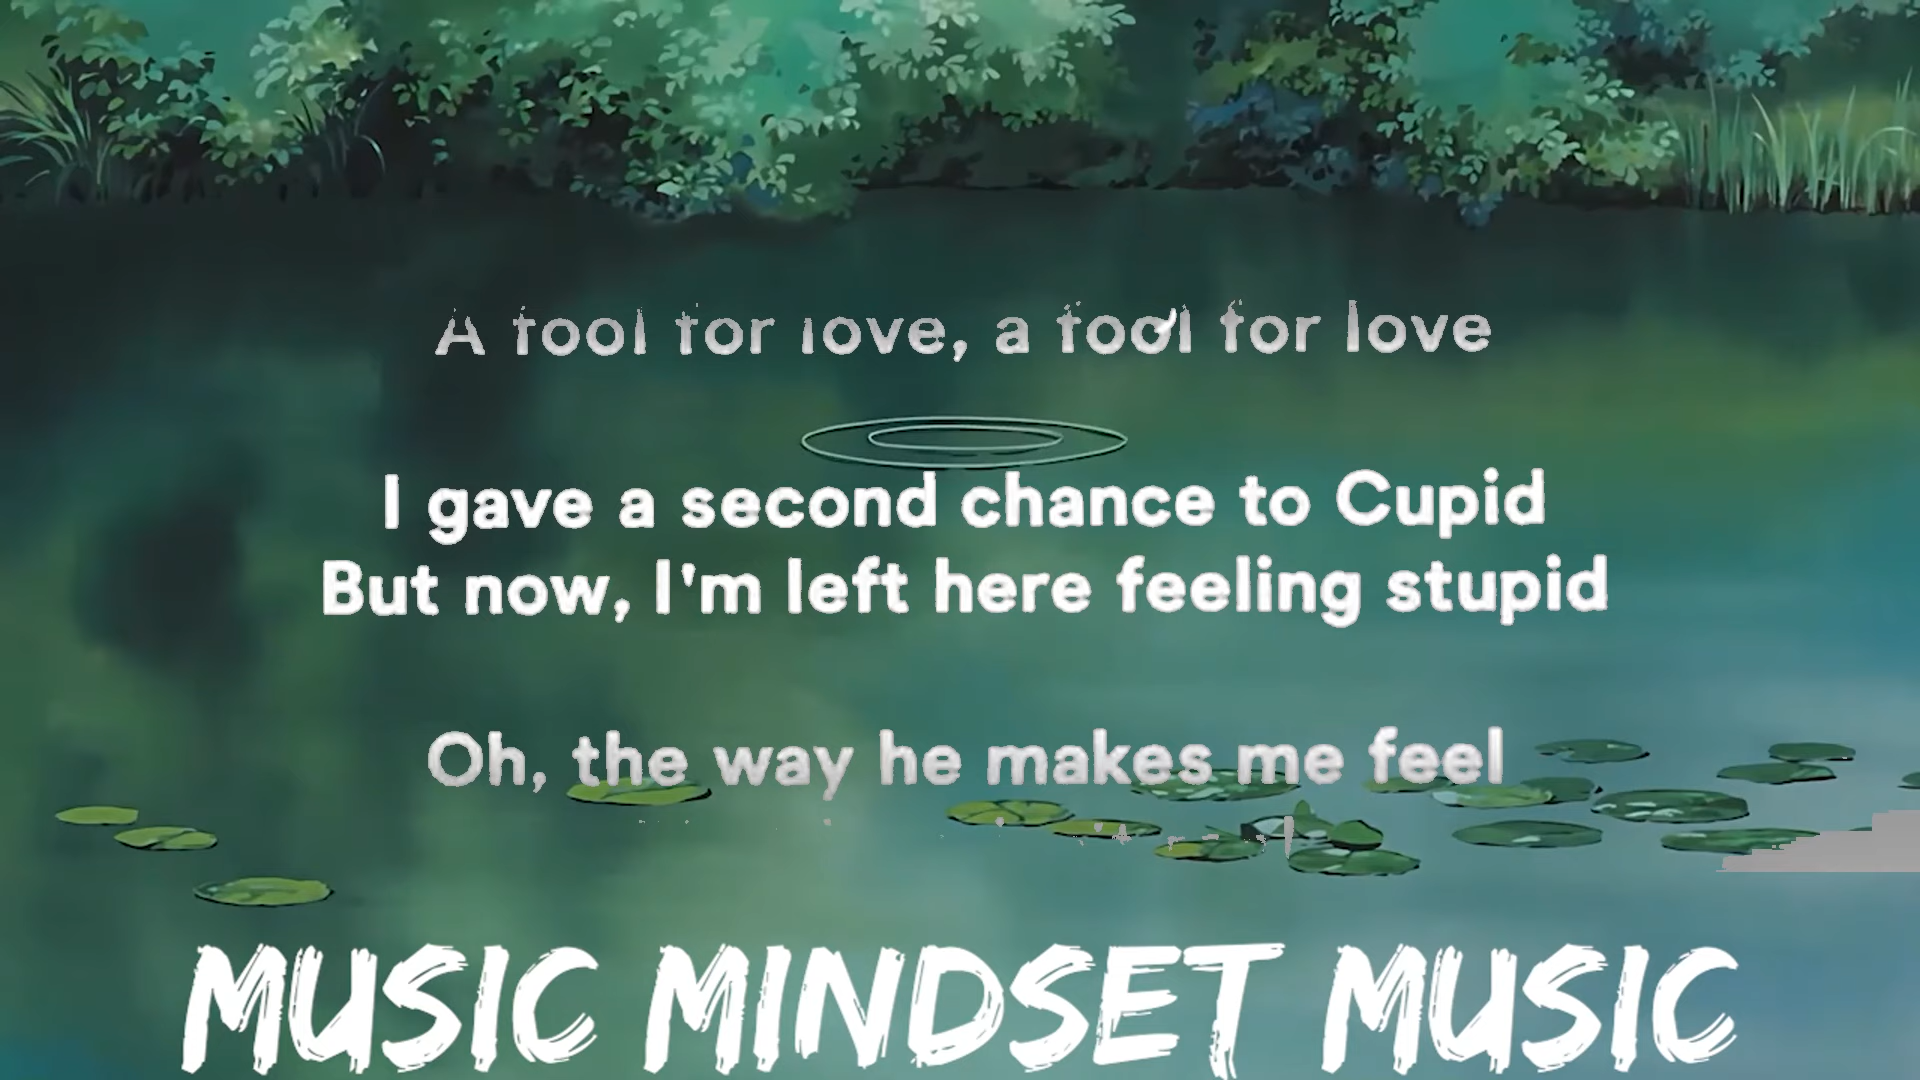 A fool for love, a fool for love
I gave a second chance to Cupid
But now, I'm left here feeling stupid
Oh, the way he makes me feel
MUSIC MINDSET MUSIC